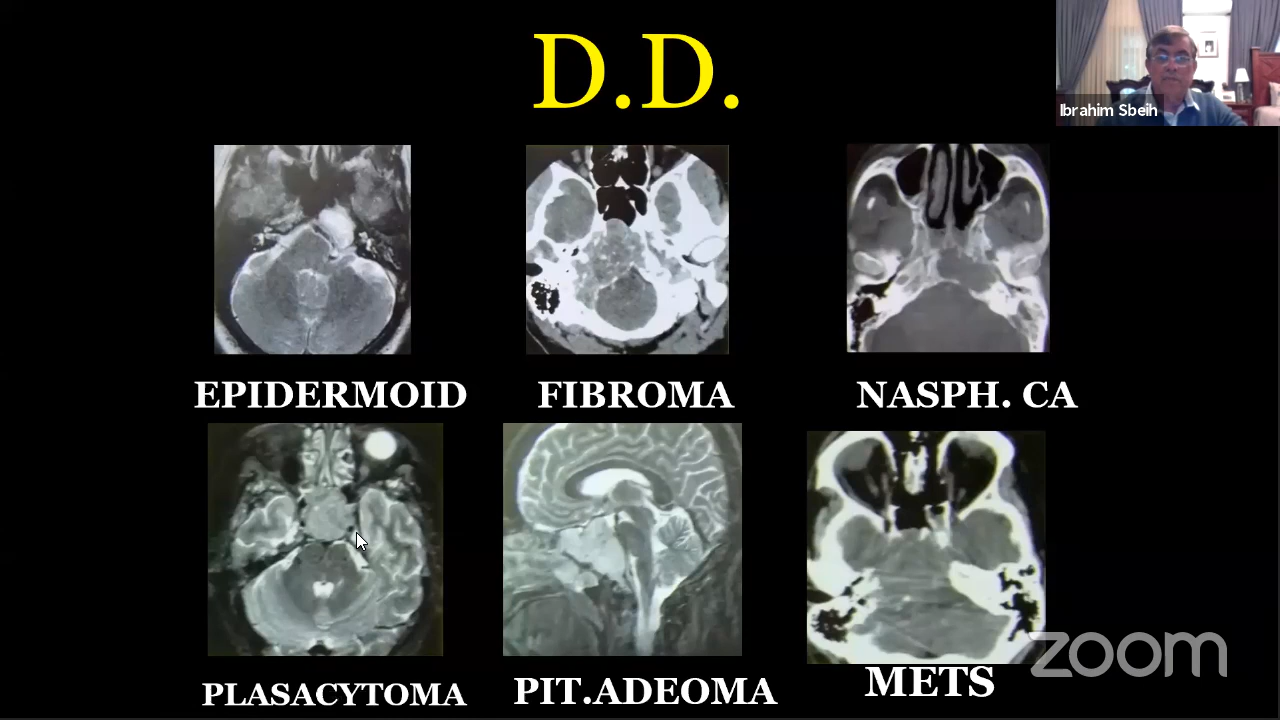 D.D.
Ibrahim Sbeih
EPIDERMOID
FIBROMA
NASPH. CA
PLASACYTOMA
PIT.ADEOMA
METS
zoom